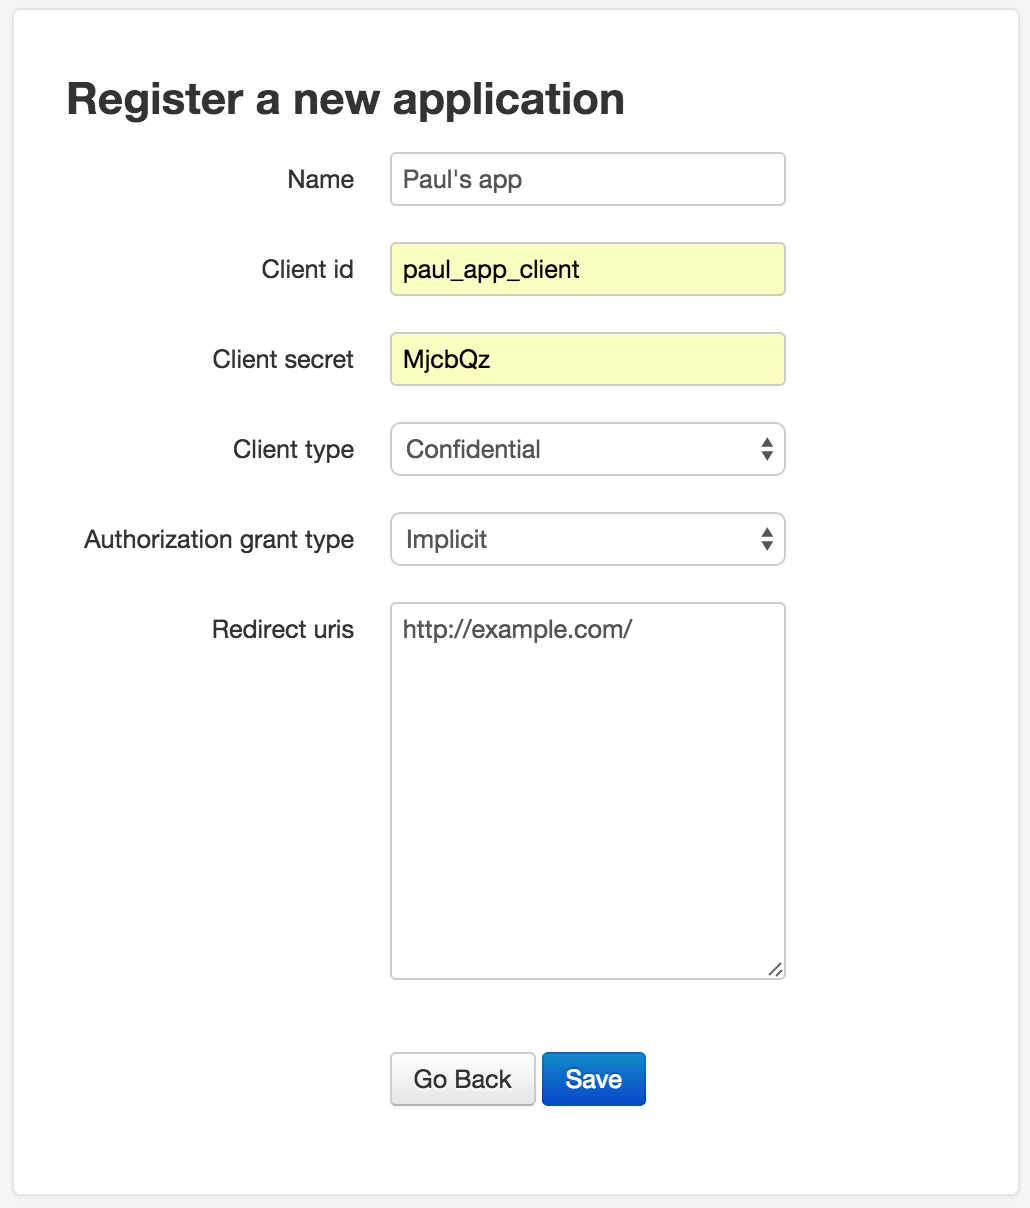 Register a new application
Name Paul's app
Client id paul_app_client
Client secret MjcbQz
Client type Confidential
Authorization grant type Implicit
Redirect uris http://example.com/
Go Back Save